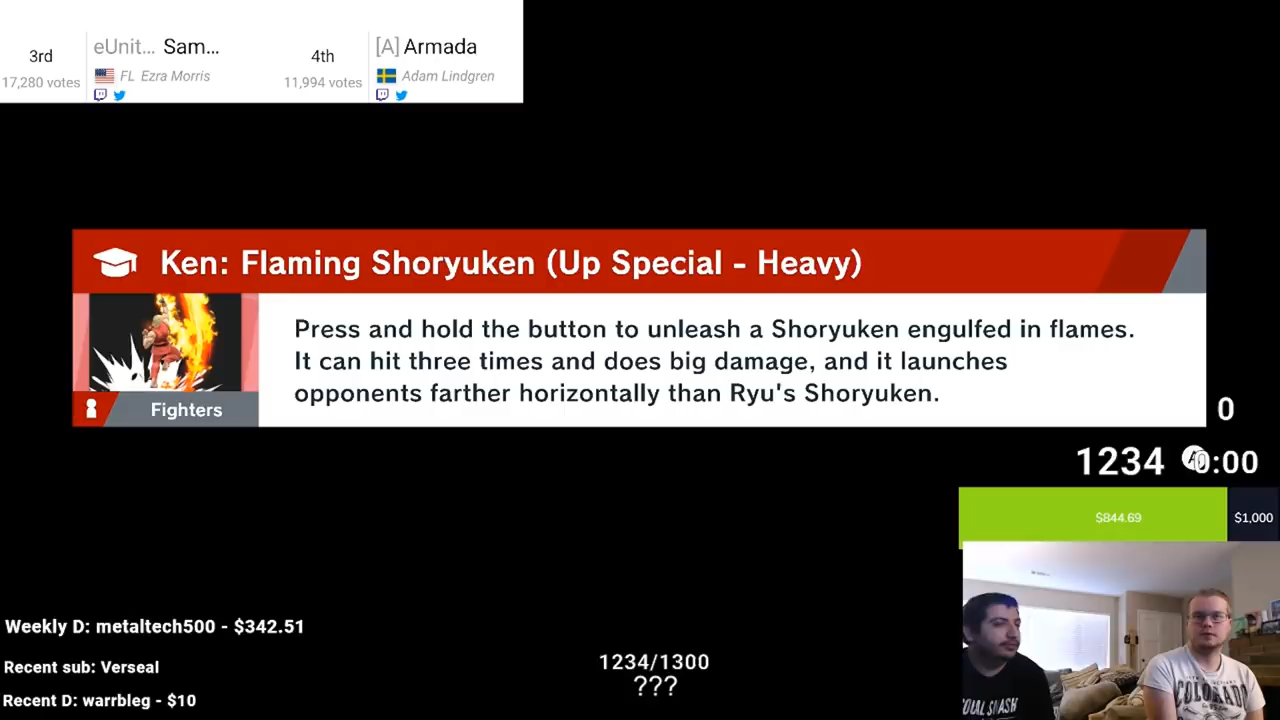 3rd
17,280 votes
eUnit... Sam...
FL Ezra Morris
4th
11,994 votes
[A] Armada
Adam Lindgren
Ken: Flaming Shoryuken (Up Special - Heavy)
Press and hold the button to unleash a Shoryuken engulfed in flames.
It can hit three times and does big damage, and it launches
opponents farther horizontally than Ryu's Shoryuken.
Fighters
0
1234
0:00
$844.69
$1,000
Weekly D: metaltech500 - $342.51
Recent sub: Verseal
Recent D: warrbleg - $10
1234/1300
???
COLORADO